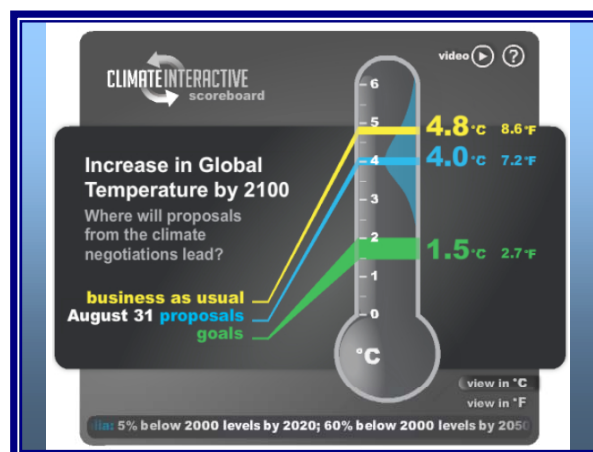 video ?
CLIMATE INTERACTIVE
scoreboard
6
5
4.8 °C 8.6 °F
4
4.0 °C 7.2 °F
Increase in Global
Temperature by 2100
3
Where will proposals
from the climate
negotiations lead?
2
1.5 °C 2.7 °F
1
business as usual
August 31 proposals
0
goals
°C
view in °C
view in °F
lia: 5% below 2000 levels by 2020; 60% below 2000 levels by 2050